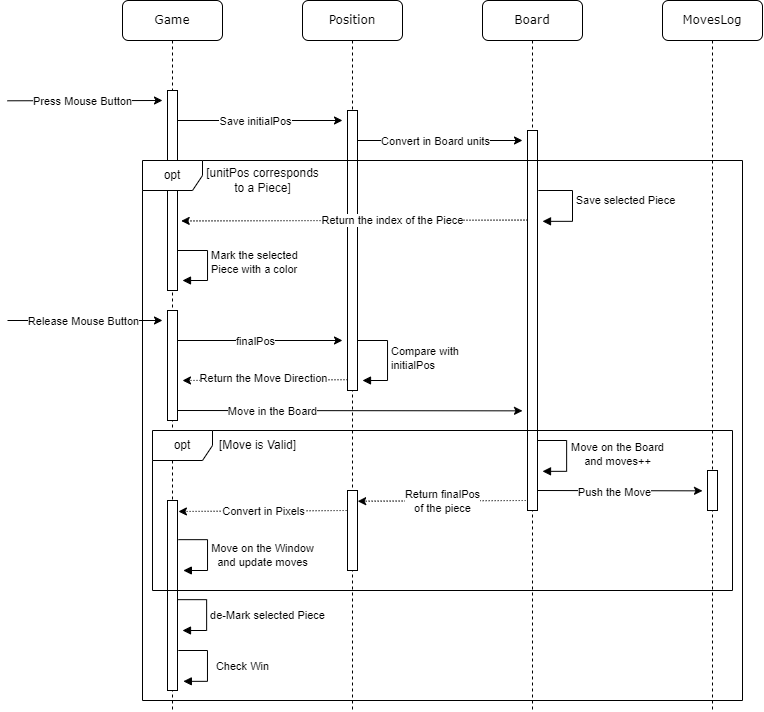 Game
Position
Board
MovesLog
Press Mouse Button
Save initialPos
Convert in Board units
opt
[unitPos corresponds
to a Piece]
Save selected Piece
Return the index of the Piece
Mark the selected
Piece with a color
Release Mouse Button
finalPos
Compare with
initialPos
Return the Move Direction
Move in the Board
opt
[Move is Valid]
Move on the Board
and moves++
Push the Move
Return finalPos
of the piece
Convert in Pixels
Move on the Window
and update moves
de-Mark selected Piece
Check Win